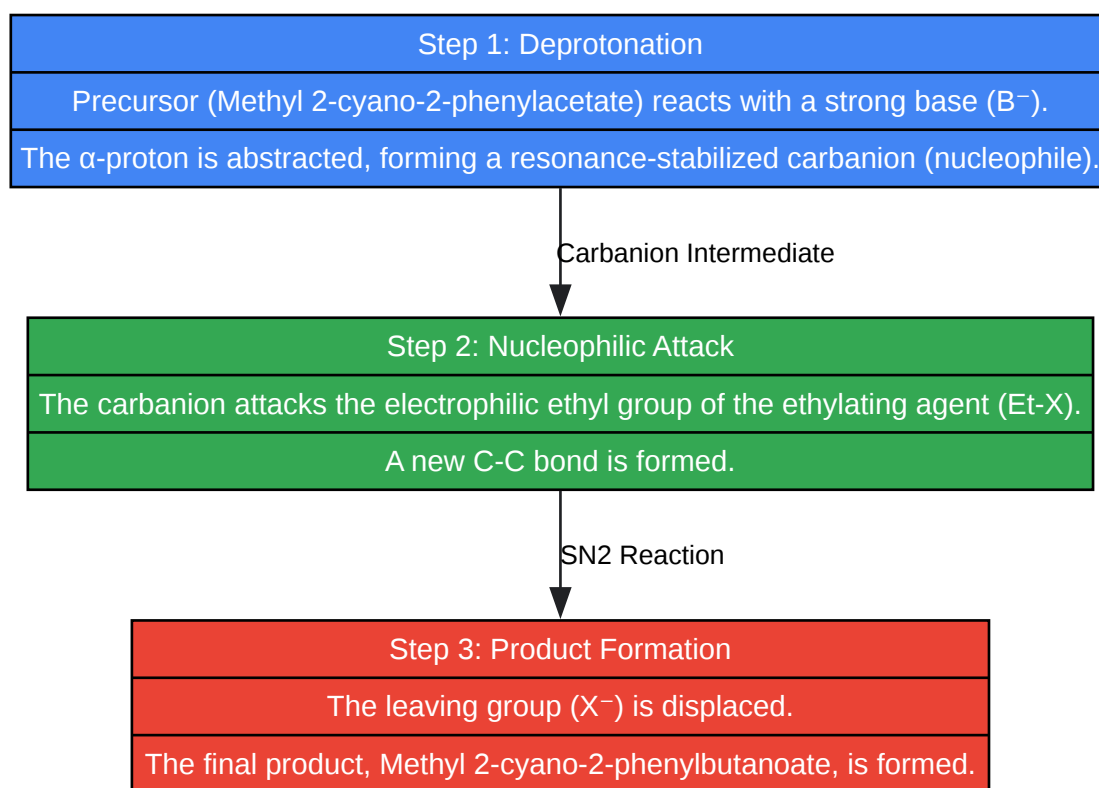 Step 1: Deprotonation
Precursor (Methyl 2-cyano-2-phenylacetate) reacts with a strong base (B⁻).
The α-proton is abstracted, forming a resonance-stabilized carbanion (nucleophile).
Carbanion Intermediate
Step 2: Nucleophilic Attack
The carbanion attacks the electrophilic ethyl group of the ethylating agent (Et-X).
A new C-C bond is formed.
SN2 Reaction
Step 3: Product Formation
The leaving group (X⁻) is displaced.
The final product, Methyl 2-cyano-2-phenylbutanoate, is formed.